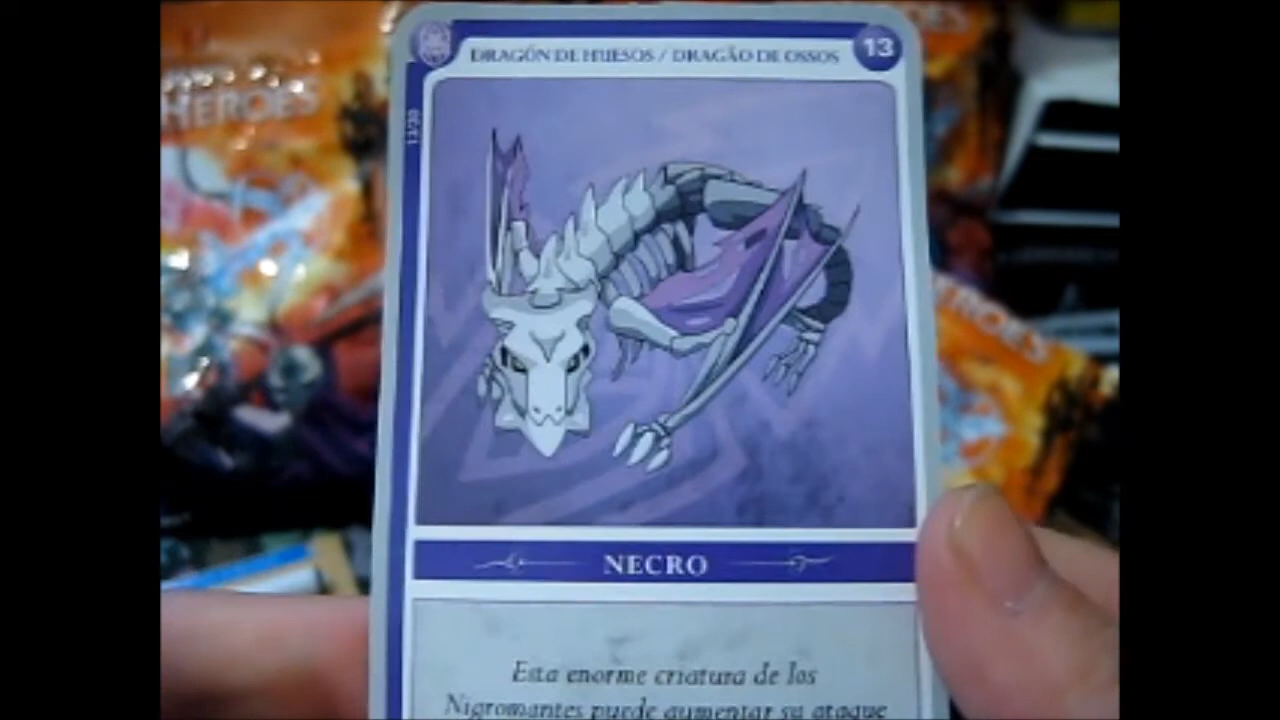 DRAGÓN DE HUESOS / DRAGÃO DE OSSOS
13
HEROES
NECRO
Esta enorme criatura de los
Nigromantes puede aumentar su ataque